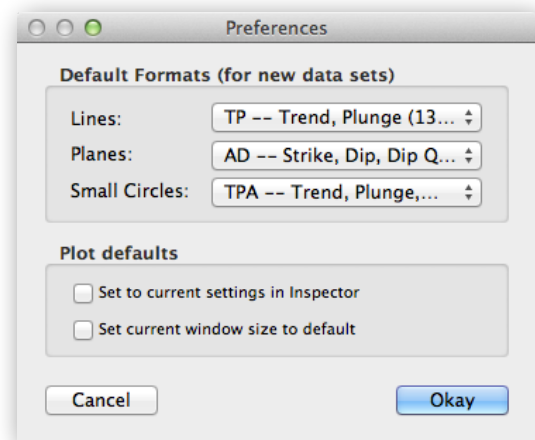 Preferences
Default Formats (for new data sets)
Lines: TP -- Trend, Plunge (13...
Planes: AD -- Strike, Dip, Dip Q...
Small Circles: TPA -- Trend, Plunge,...
Plot defaults
Set to current settings in Inspector
Set current window size to default
Cancel Okay